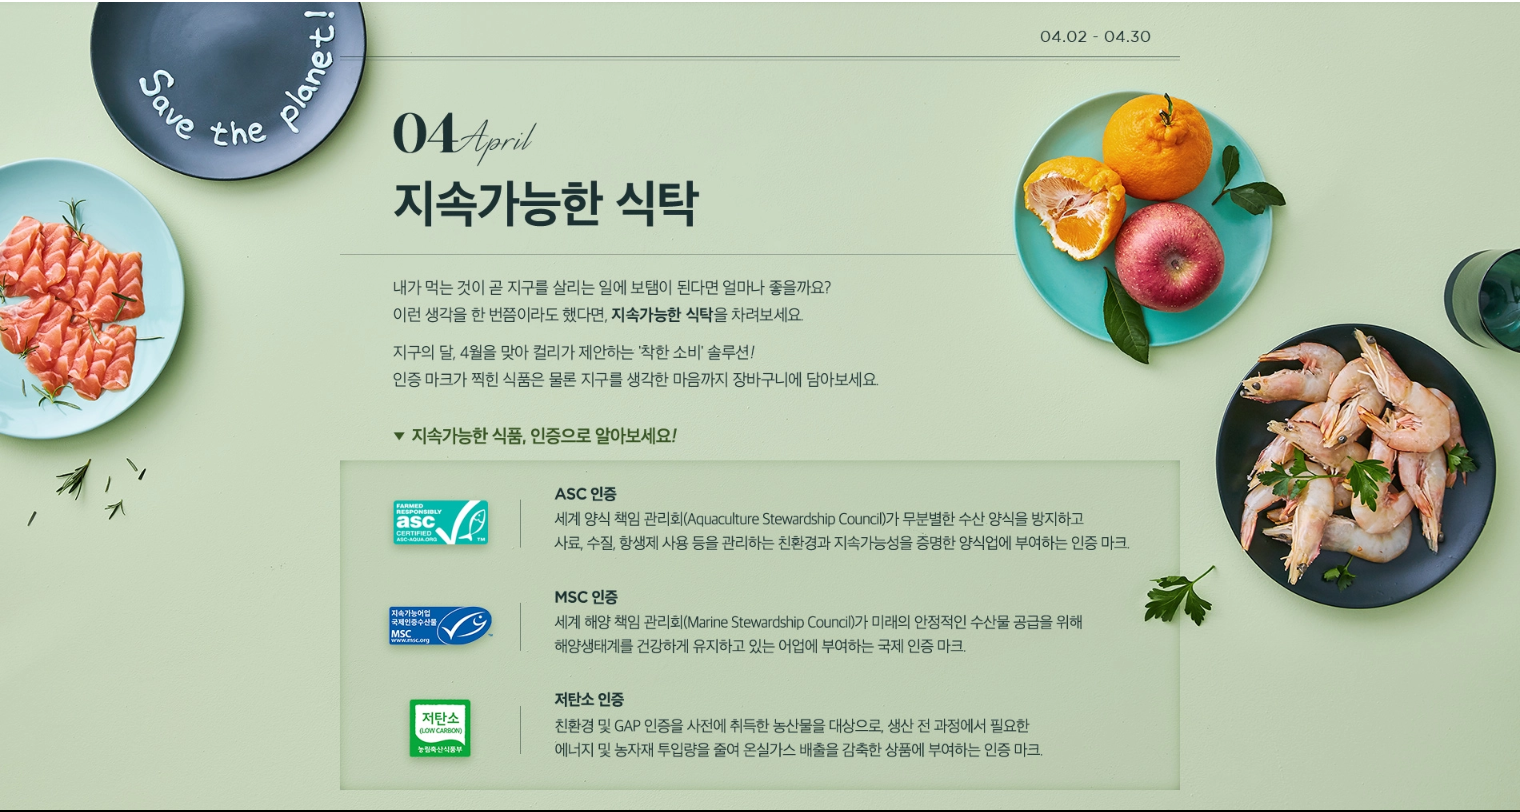 Save the planet!
04.02 - 04.30
04 April
지속가능한 식탁
내가 먹는 것이 곧 지구를 살리는 일에 보탬이 된다면 얼마나 좋을까요?
이런 생각을 한 번쯤이라도 했다면, 지속가능한 식탁을 차려보세요.
지구의 달, 4월을 맞아 컬리가 제안하는 '착한 소비' 솔루션!
인증 마크가 찍힌 식품은 물론 지구를 생각한 마음까지 장바구니에 담아보세요.
▼ 지속가능한 식품, 인증으로 알아보세요!
FARMED
RESPONSIBLY
asc
CERTIFIED
ASC-AQUA.ORG TM
ASC 인증
세계 양식 책임 관리회(Aquaculture Stewardship Council)가 무분별한 수산 양식을 방지하고
사료, 수질, 항생제 사용 등을 관리하는 친환경과 지속가능성을 증명한 양식업에 부여하는 인증 마크.
지속가능어업
국제인증수산물
MSC
www.msc.org
MSC 인증
세계 해양 책임 관리회(Marine Stewardship Council)가 미래의 안정적인 수산물 공급을 위해
해양생태계를 건강하게 유지하고 있는 어업에 부여하는 국제 인증 마크.
저탄소
(LOW CARBON)
농림축산식품부
저탄소 인증
친환경 및 GAP 인증을 사전에 취득한 농산물을 대상으로, 생산 전 과정에서 필요한
에너지 및 농자재 투입량을 줄여 온실가스 배출을 감축한 상품에 부여하는 인증 마크.